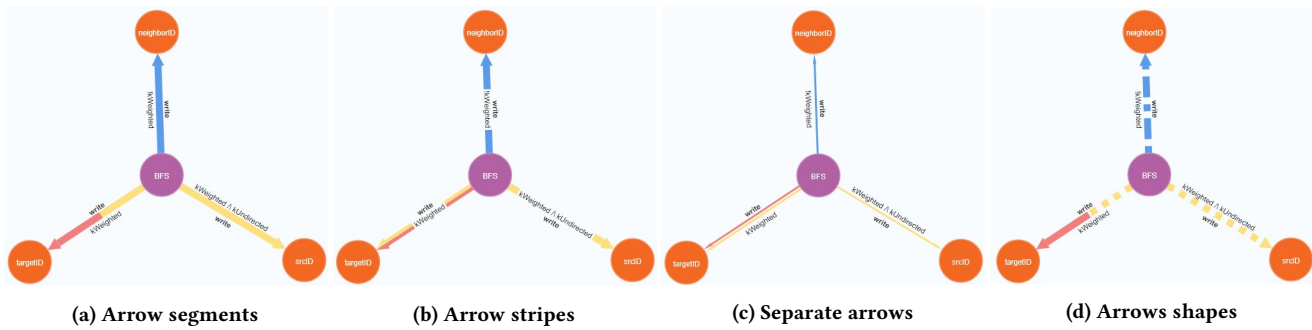 neighborID
write
!kWeighted
BFS
write
kWeighted
kWeighted /\ kUndirected
write
targetID
srcID
(a) Arrow segments
neighborID
write
!kWeighted
BFS
write
kWeighted
kWeighted /\ kUndirected
write
targetID
srcID
(b) Arrow stripes
neighborID
write
!kWeighted
BFS
write
kWeighted
kWeighted /\ kUndirected
write
targetID
srcID
(c) Separate arrows
neighborID
write
!kWeighted
BFS
write
kWeighted
kWeighted /\ kUndirected
write
targetID
srcID
(d) Arrows shapes